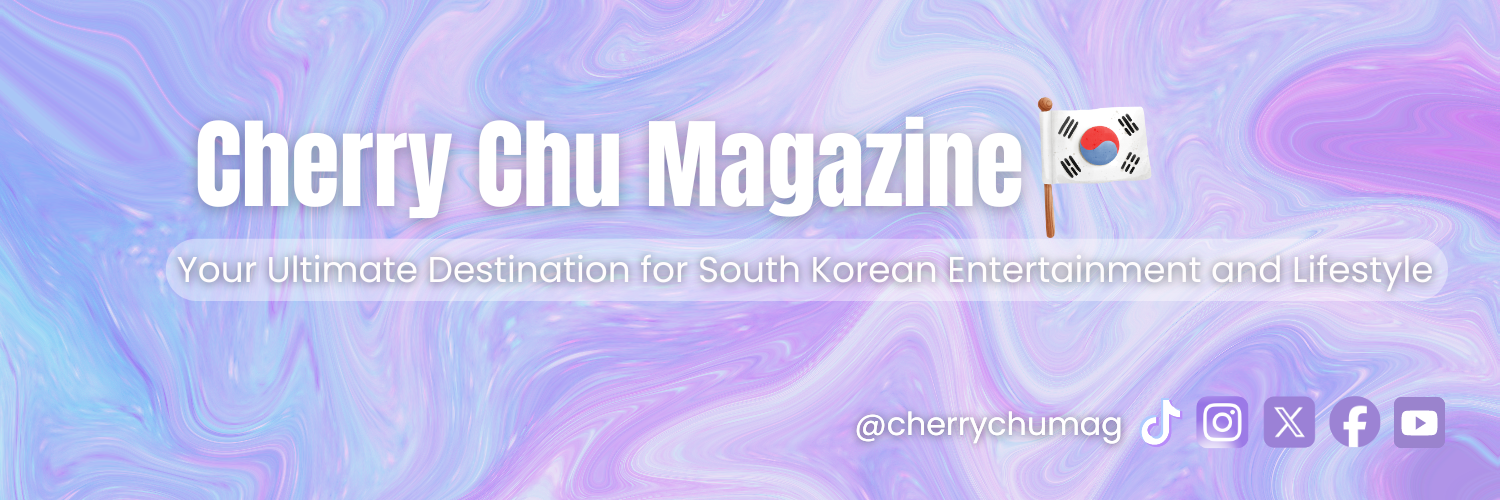 Cherry Chu Magazine
Your Ultimate Destination for South Korean Entertainment and Lifestyle
@cherrychumag